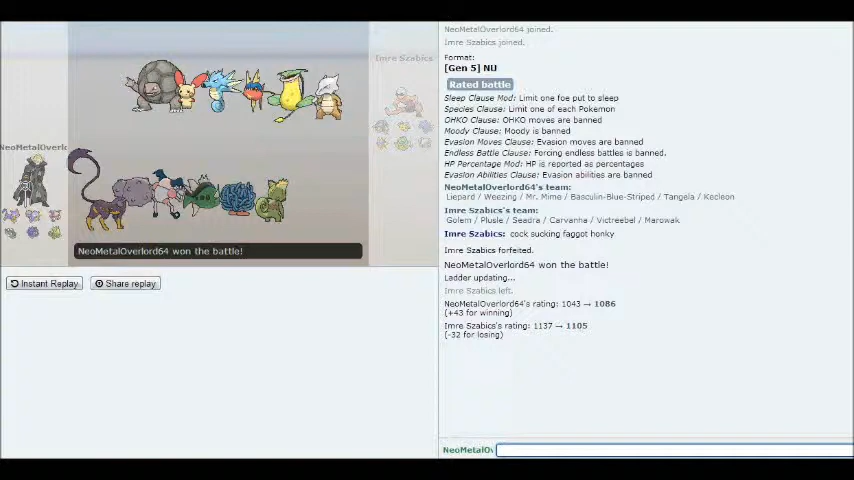 NeoMetalOverlord64 joined.
Imre Szabics joined.
Format:
[Gen 5] NU
Rated battle
Sleep Clause Mod: Limit one foe put to sleep
Species Clause: Limit one of each Pokemon
OHKO Clause: OHKO moves are banned
Moody Clause: Moody is banned
Evasion Moves Clause: Evasion moves are banned
Endless Battle Clause: Forcing endless battles is banned.
HP Percentage Mod: HP is reported as percentages
Evasion Abilities Clause: Evasion abilities are banned
NeoMetalOverlord64's team:
Liepard / Weezing / Mr. Mime / Basculin-Blue-Striped / Tangela / Kecleon
Imre Szabics's team:
Golem / Plusle / Seadra / Carvanha / Victreebel / Marowak
Imre Szabics: cock sucking faggot honky
Imre Szabics forfeited.
NeoMetalOverlord64 won the battle!
Ladder updating...
Imre Szabics left.
NeoMetalOverlord64's rating: 1043 → 1086
(+43 for winning)
Imre Szabics's rating: 1137 → 1105
(-32 for losing)
NeoMetalOv
Imre Szabics
NeoMetalOverlc
NeoMetalOverlord64 won the battle!
Instant Replay
Share replay